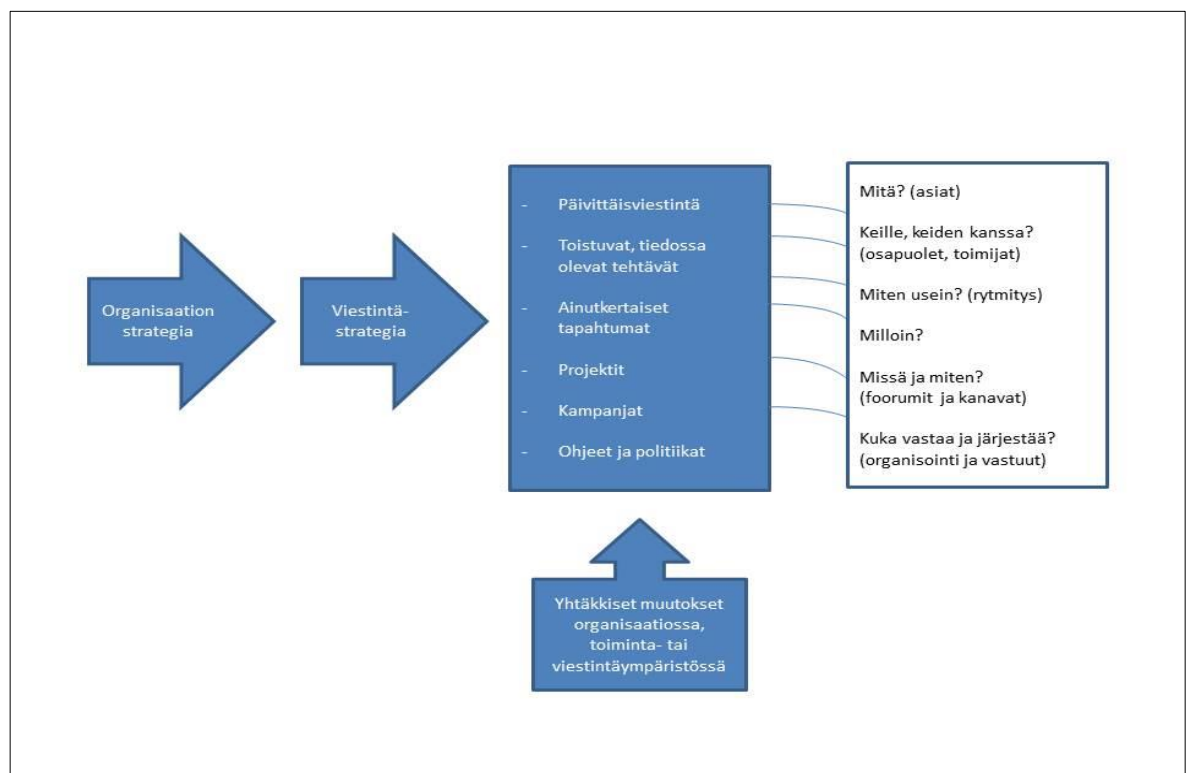 Organisaation
strategia
Viestintä-
strategia
- Päivittäisviestintä
- Toistuvat, tiedossa
olevat tehtävät
- Ainutkertaiset
tapahtumat
- Projektit
- Kampanjat
- Ohjeet ja politiikat
Mitä? (asiat)
Keille, keiden kanssa?
(osapuolet, toimijat)
Miten usein? (rytmitys)
Milloin?
Missä ja miten?
(foorumit ja kanavat)
Kuka vastaa ja järjestää?
(organisointi ja vastuut)
Yhtäkkiset muutokset
organisaatiossa,
toiminta- tai
viestintäympäristössä